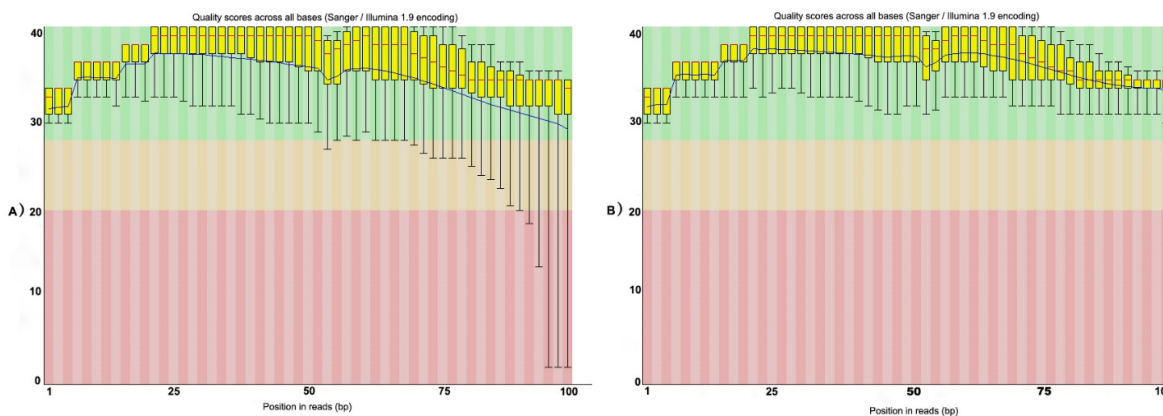 Quality scores across all bases (Sanger / Illumina 1.9 encoding)
40
30
A) 20
10
0
1 25 50 75 100
Position in reads (bp)
Quality scores across all bases (Sanger / Illumina 1.9 encoding)
40
30
B) 20
10
0
1 25 50 75 10
Position in reads (bp)